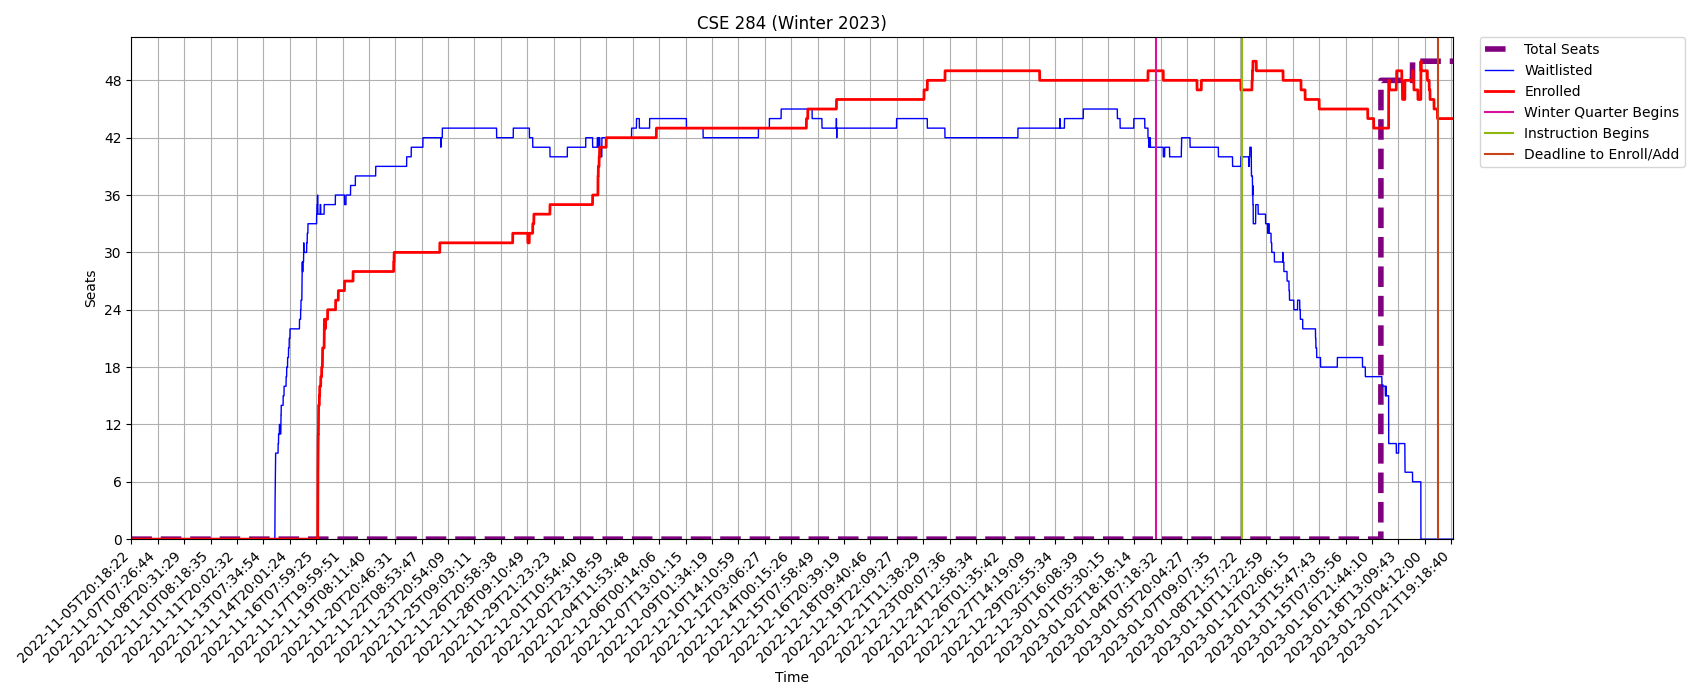 CSE 284 (Winter 2023)
Total Seats
Waitlisted
Enrolled
Winter Quarter Begins
Instruction Begins
Deadline to Enroll/Add
Seats
48
42
36
30
24
18
12
6
0
2022-11-05T20:18:22
2022-11-07T07:26:44
2022-11-08T20:31:29
2022-11-10T08:18:35
2022-11-11T20:02:32
2022-11-13T07:34:54
2022-11-14T20:01:24
2022-11-16T07:59:25
2022-11-17T19:59:51
2022-11-19T08:11:40
2022-11-20T20:46:31
2022-11-22T08:53:47
2022-11-23T20:54:09
2022-11-25T09:03:11
2022-11-26T20:58:38
2022-11-28T09:10:49
2022-11-29T21:23:23
2022-12-01T10:54:40
2022-12-02T23:18:59
2022-12-04T11:53:48
2022-12-06T00:14:06
2022-12-07T13:01:15
2022-12-09T01:34:19
2022-12-10T14:10:59
2022-12-12T03:06:27
2022-12-14T00:15:26
2022-12-15T07:58:49
2022-12-16T20:39:19
2022-12-18T09:40:46
2022-12-19T22:09:27
2022-12-21T11:38:29
2022-12-23T00:07:36
2022-12-24T12:58:34
2022-12-26T01:35:42
2022-12-27T14:19:09
2022-12-29T02:55:34
2022-12-30T16:08:39
2023-01-01T05:30:15
2023-01-02T18:18:14
2023-01-04T07:18:32
2023-01-05T20:04:27
2023-01-07T09:07:35
2023-01-08T21:57:22
2023-01-10T11:22:59
2023-01-12T02:06:15
2023-01-13T15:47:43
2023-01-15T07:05:56
2023-01-16T21:44:10
2023-01-18T13:09:43
2023-01-20T04:12:00
2023-01-21T19:18:40
Time